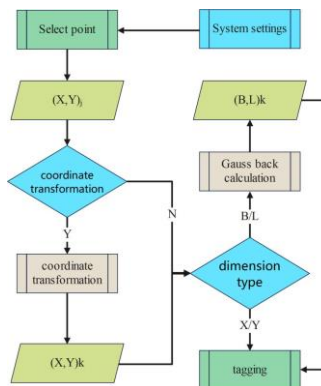 Select point
System settings
(X,Y)j
(B,L)k
coordinate
transformation
Gauss back
calculation
N
Y
B/L
coordinate
transformation
dimension
type
X/Y
(X,Y)k
tagging